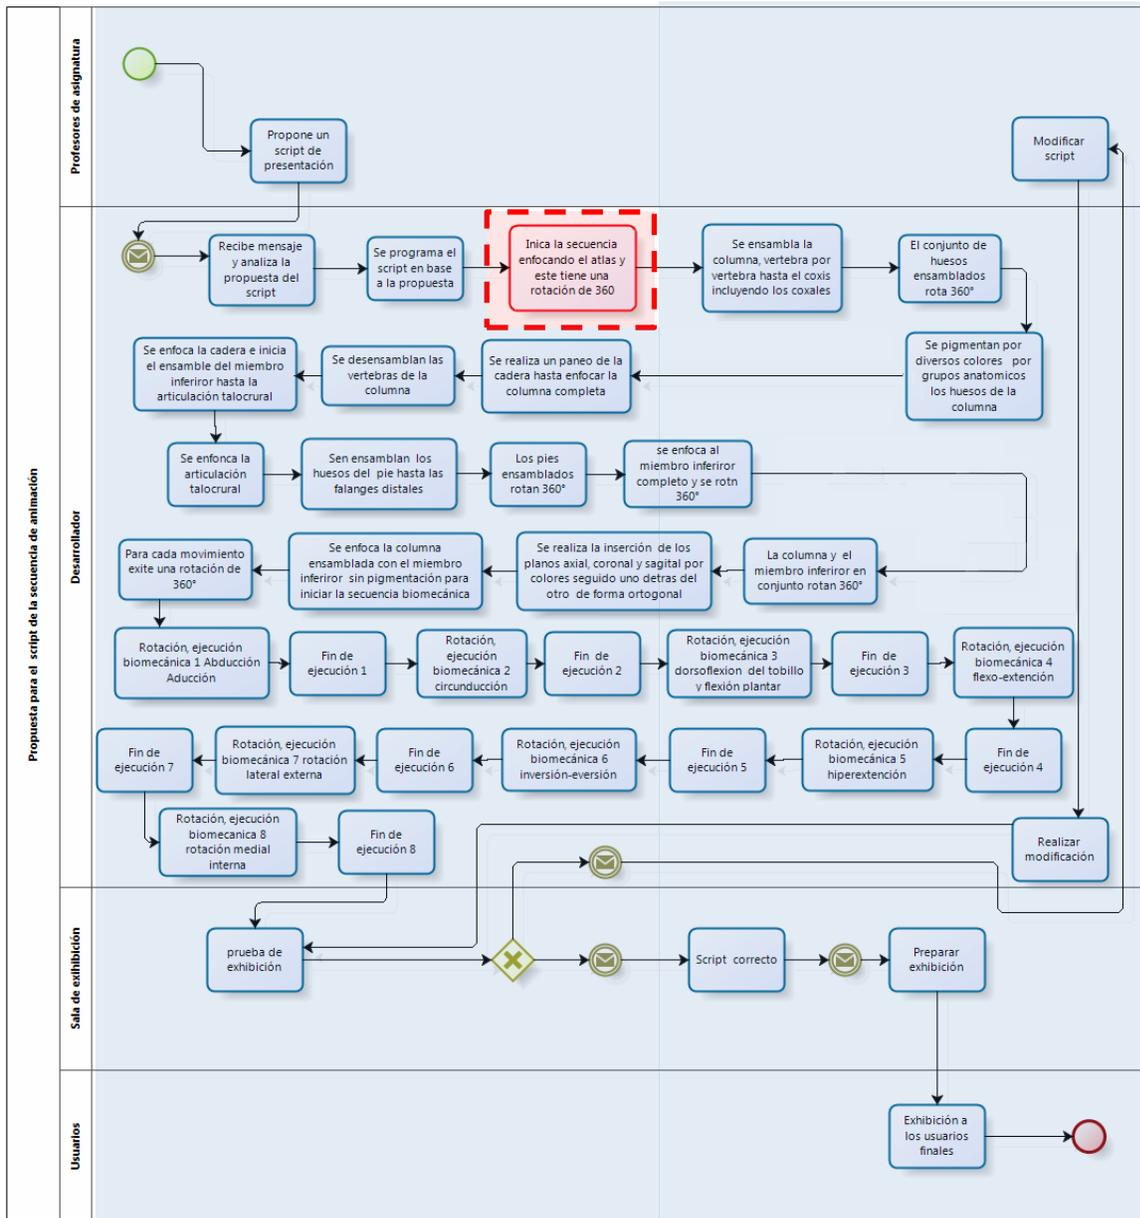 Propuesta para el  script de la secuencia de animación
Profesores de asignatura
Propone un
script de
presentación
Modificar
script
Desarrollador
Recibe mensaje
y analiza la
propuesta del
script
Se programa el
script en base
a la propuesta
Inica la secuencia
enfocando el atlas y
este tiene una
rotación de 360
Se ensambla la
columna, vertebra por
vertebra hasta el coxis
incluyendo los coxales
El conjunto de
huesos
ensamblados
rota 360°
Se pigmentan por
diversos colores  por
grupos anatomicos
los huesos de la
columna
Se realiza un paneo de la
cadera hasta enfocar la
columna completa
Se desensamblan las
vertebras de la
columna
Se enfoca la cadera e inicia
el ensamble del miembro
inferiror hasta la
articulación talocrural
Se enfonca la
articulación
talocrural
Sen ensamblan  los
huesos del  pie hasta las
falanges distales
Los pies
ensamblados
rotan 360°
se enfoca al
miembro inferiror
completo y se rotn
360°
La columna y  el
miembro inferiror en
conjunto rotan 360°
Se realiza la inserción  de los
planos axial, coronal y sagital por
colores seguido uno detras del
otro  de forma ortogonal
Se enfoca la columna
ensamblada con el miembro
inferiror  sin pigmentación para
iniciar la secuencia biomecánica
Para cada movimiento
exite una rotación de
360°
Rotación, ejecución
biomecánica 1 Abducción
Aducción
Fin de
ejecución 1
Rotación,
ejecución
biomecánica 2
circunducción
Fin de
ejecución 2
Rotación, ejecución
biomecánica 3
dorsoflexion  del tobillo
y flexión plantar
Fin de
ejecución 3
Rotación, ejecución
biomecánica 4
flexo-extención
Fin de
ejecución 4
Rotación, ejecución
biomecánica 5
hiperextención
Fin de
ejecución 5
Rotación, ejecución
biomecánica 6
inversión-eversión
Fin de
ejecución 6
Rotación, ejecución
biomecánica 7 rotación
lateral externa
Fin de
ejecución 7
Rotación, ejecución
biomecanica 8
rotación medial
interna
Fin de
ejecución 8
Realizar
modificación
Sala de exihibición
prueba de
exhibición
Script  correcto
Preparar
exhibición
Usuarios
Exhibición a
los usuarios
finales